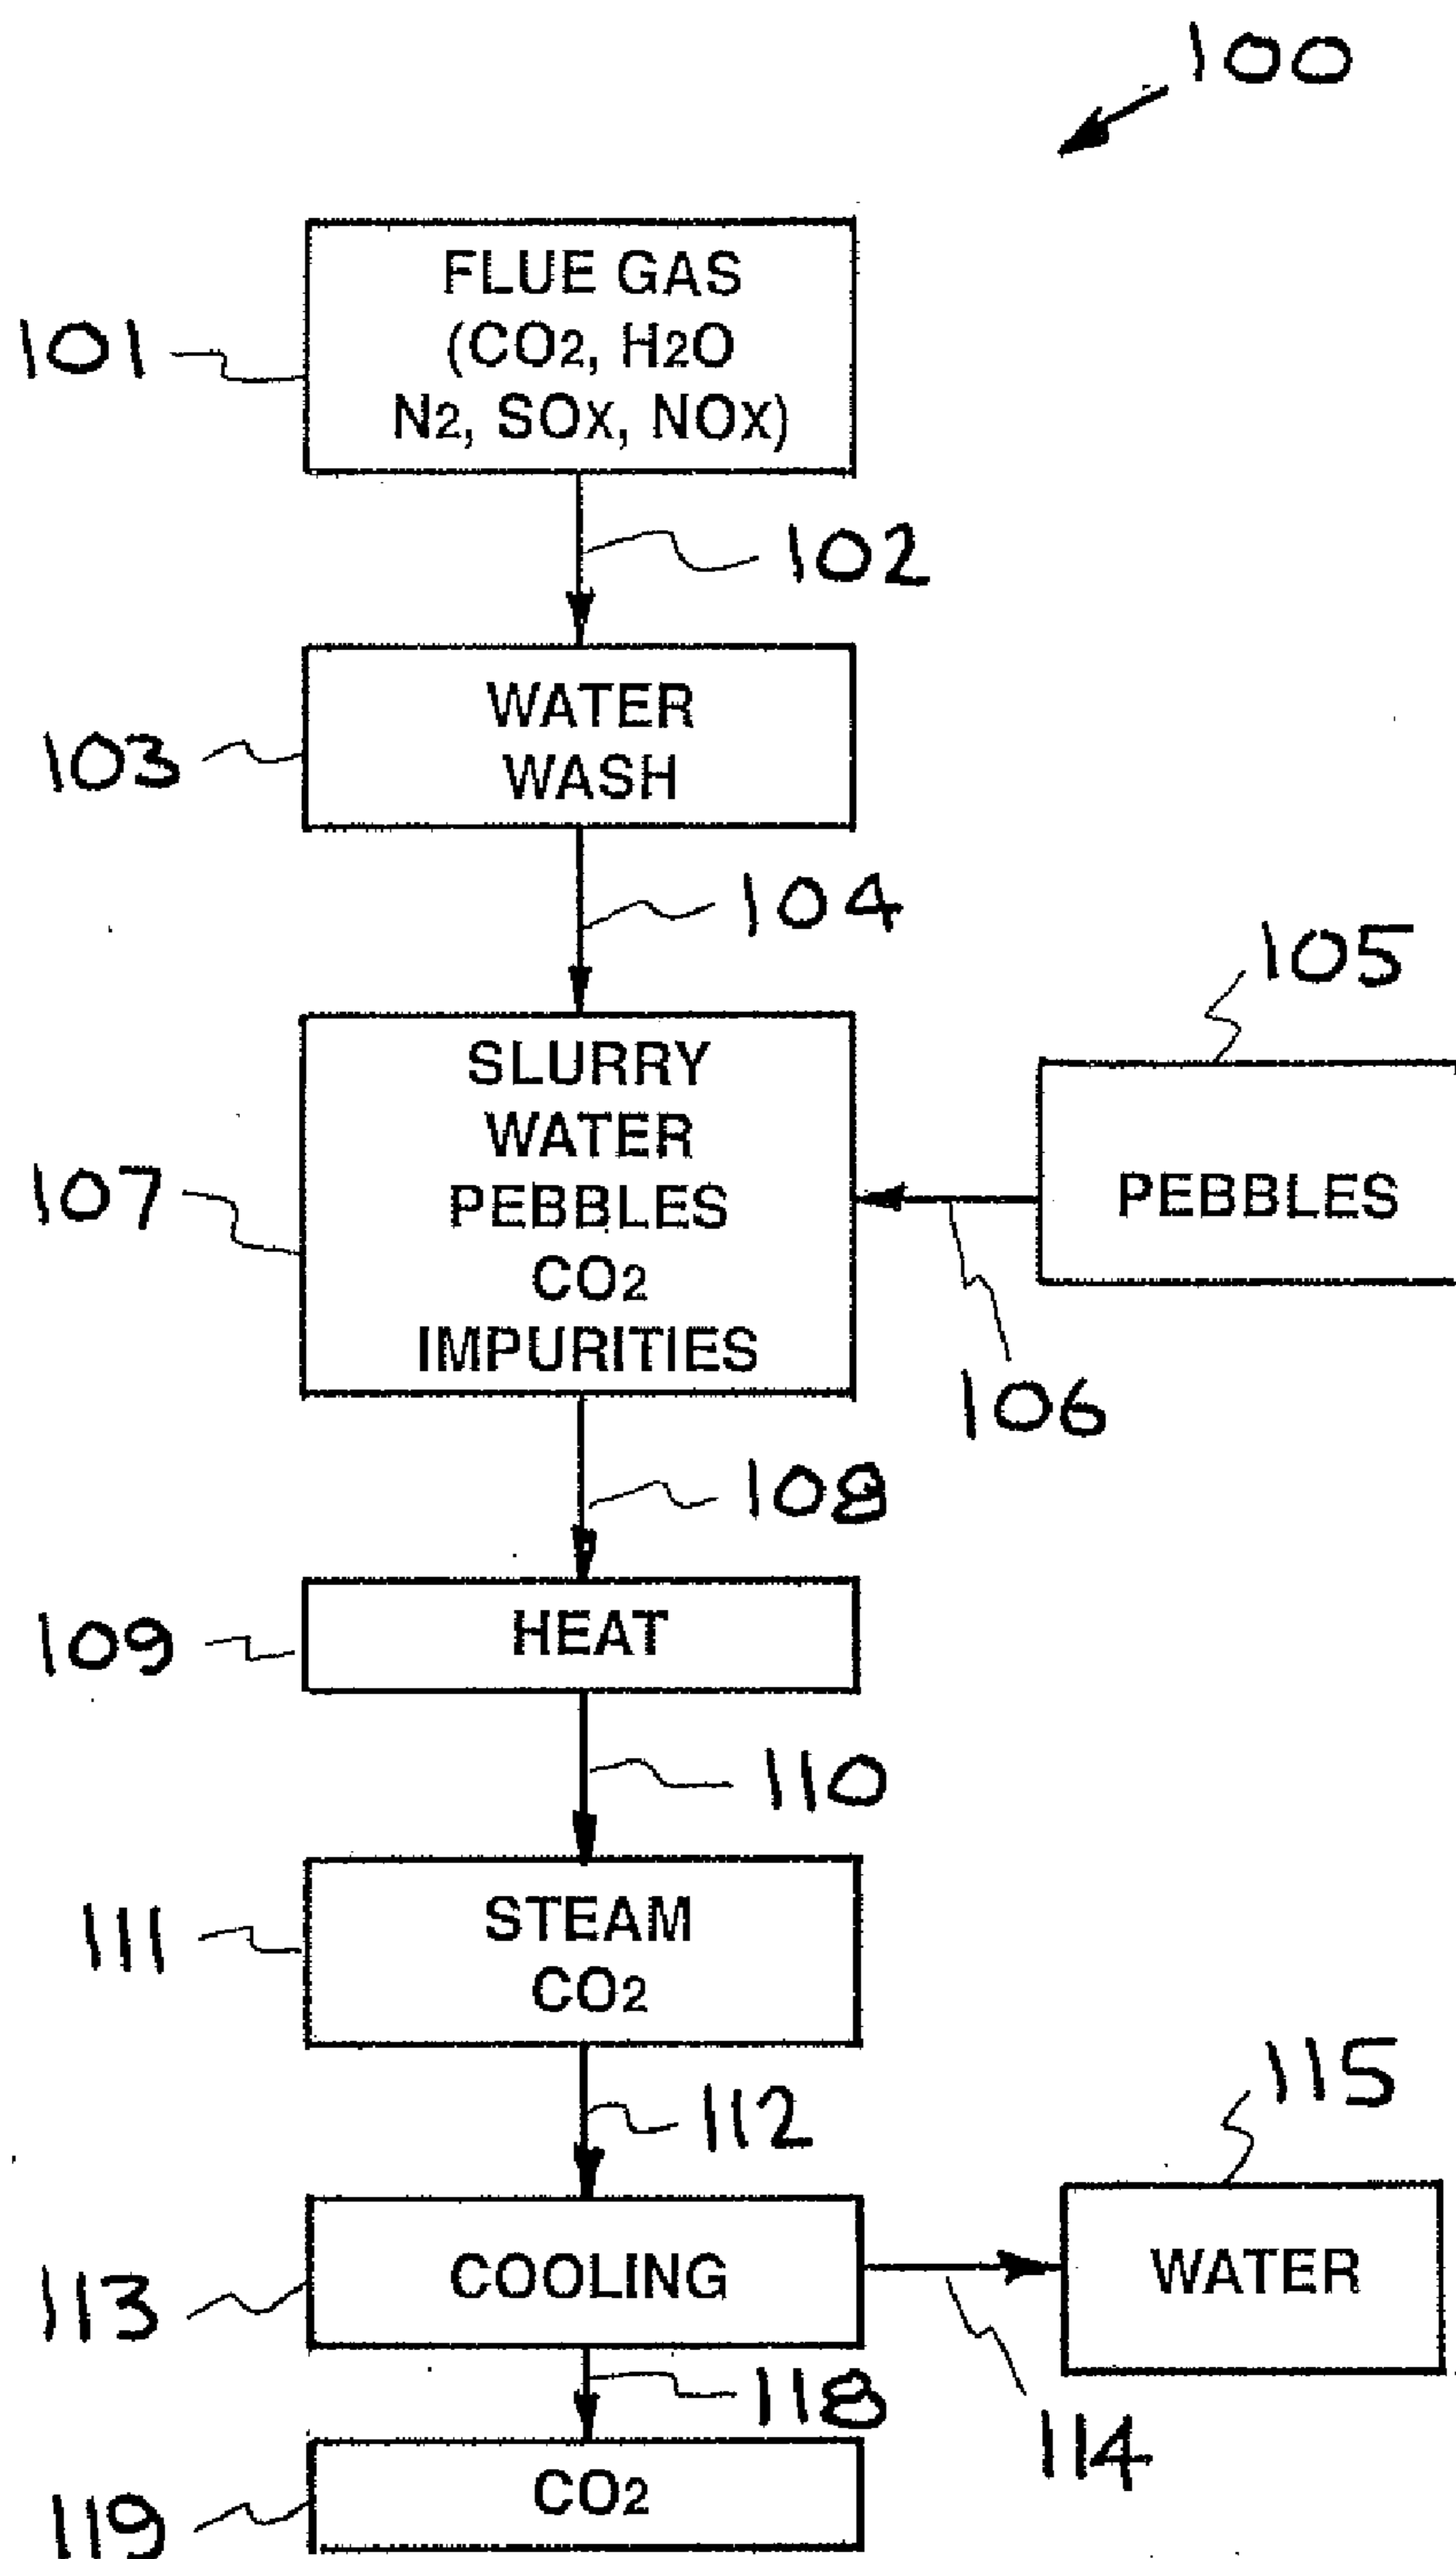 100
FLUE GAS
(CO2, H2O
N2, SOX, NOX)
101
102
WATER
WASH
103
104
105
SLURRY
WATER
PEBBLES
CO2
IMPURITIES
PEBBLES
107
106
108
HEAT
109
110
STEAM
CO2
111
112
115
COOLING
WATER
113
118
114
CO2
119